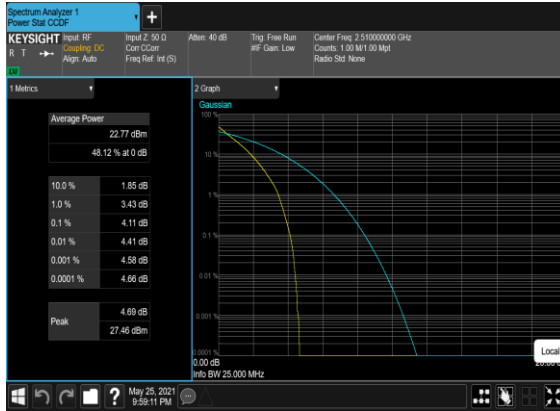 Spectrum Analyzer 1
Power Stat CCDF
+
KEYSIGHT
R T
LU
Input: RF
Coupling: DC
Align: Auto
Input Z: 50 Ω
Corr CCorr
Freq Ref: Int (S)
Atten: 40 dB
Trig: Free Run
#IF Gain: Low
Center Freq: 2.510000000 GHz
Counts: 1.00 M/1.00 Mpt
Radio Std: None
1 Metrics
Average Power
22.77 dBm
48.12 % at 0 dB
10.0 % 1.85 dB
1.0 % 3.43 dB
0.1 % 4.11 dB
0.01 % 4.41 dB
0.001 % 4.58 dB
0.0001 % 4.66 dB
Peak
4.69 dB
27.46 dBm
2 Graph
Gaussian
100 %
10 %
1 %
0.1 %
0.01 %
0.001 %
0.0001 %
0.00 dB
Info BW 25.000 MHz
Local
?
May 25, 2021
9:59:11 PM